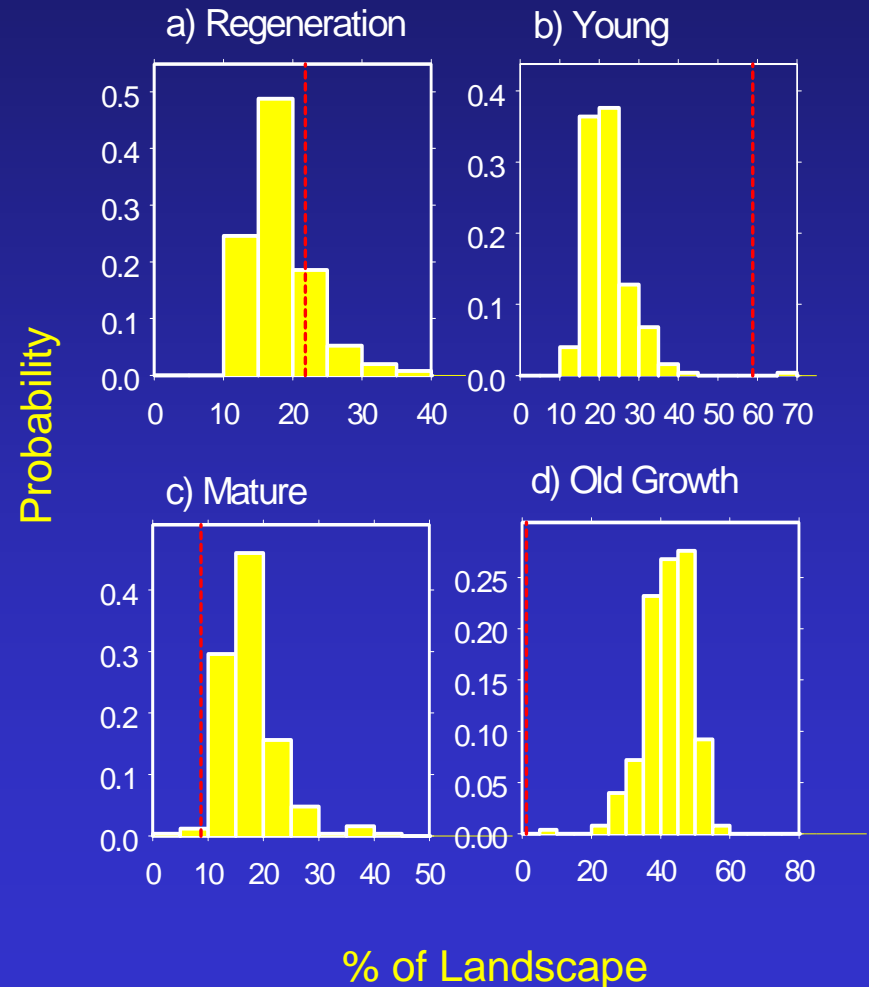 a) Regeneration
b) Young
0.5
0.4
0.3
0.2
0.1
0.0
0 10 20 30 40
0.4
0.3
0.2
0.1
0.0
0 10 20 30 40 50 60 70
Probability
c) Mature
d) Old Growth
0.4
0.3
0.2
0.1
0.0
0 10 20 30 40 50
0.25
0.20
0.15
0.10
0.05
0.00
0 20 40 60 80
% of Landscape